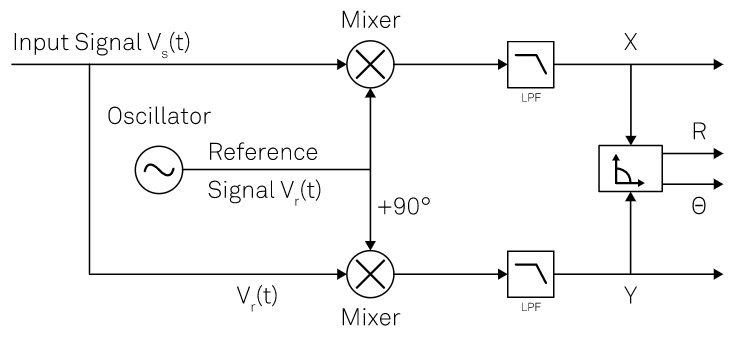 Mixer
Input Signal Vs(t)
X
LPF
Oscillator
Reference
Signal Vr(t)
R
Θ
+90°
Vr(t)
Mixer
LPF
Y